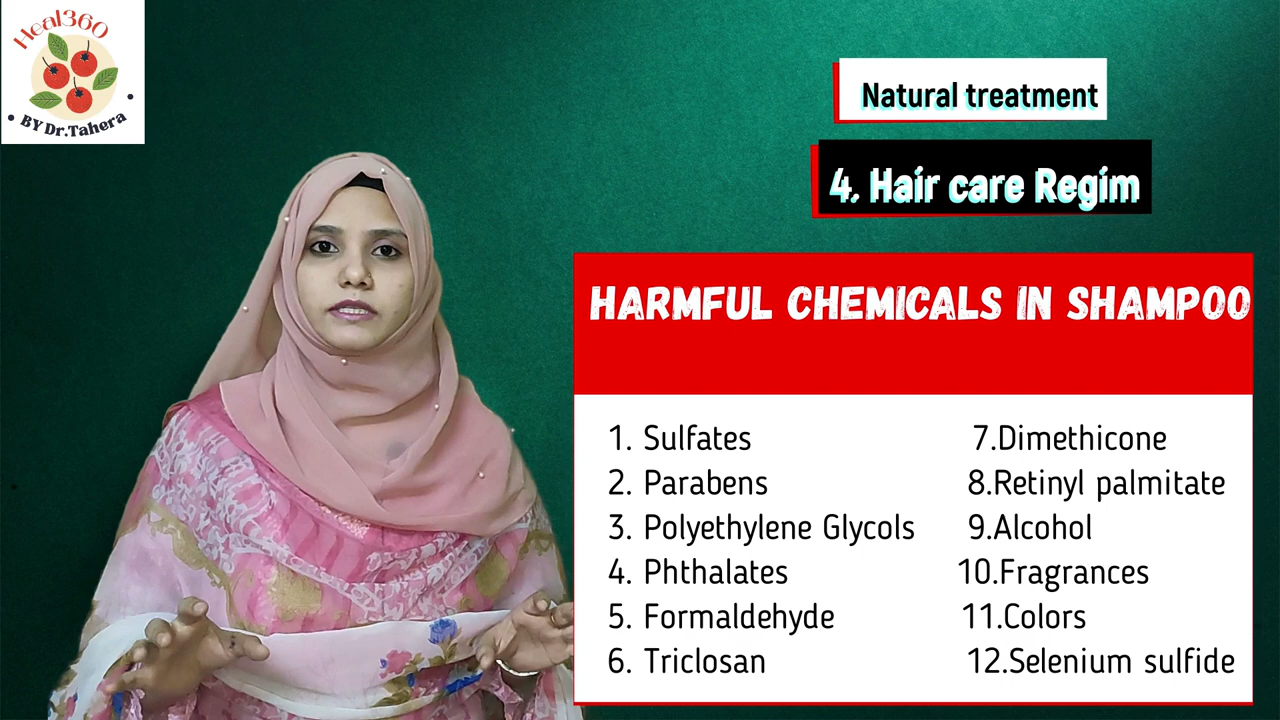 Heal360
• BY Dr.Tahera •
Natural treatment
4. Hair care Regim
HARMFUL CHEMICALS IN SHAMPOO
1. Sulfates
2. Parabens
3. Polyethylene Glycols
4. Phthalates
5. Formaldehyde
6. Triclosan
7.Dimethicone
8.Retinyl palmitate
9.Alcohol
10.Fragrances
11.Colors
12.Selenium sulfide